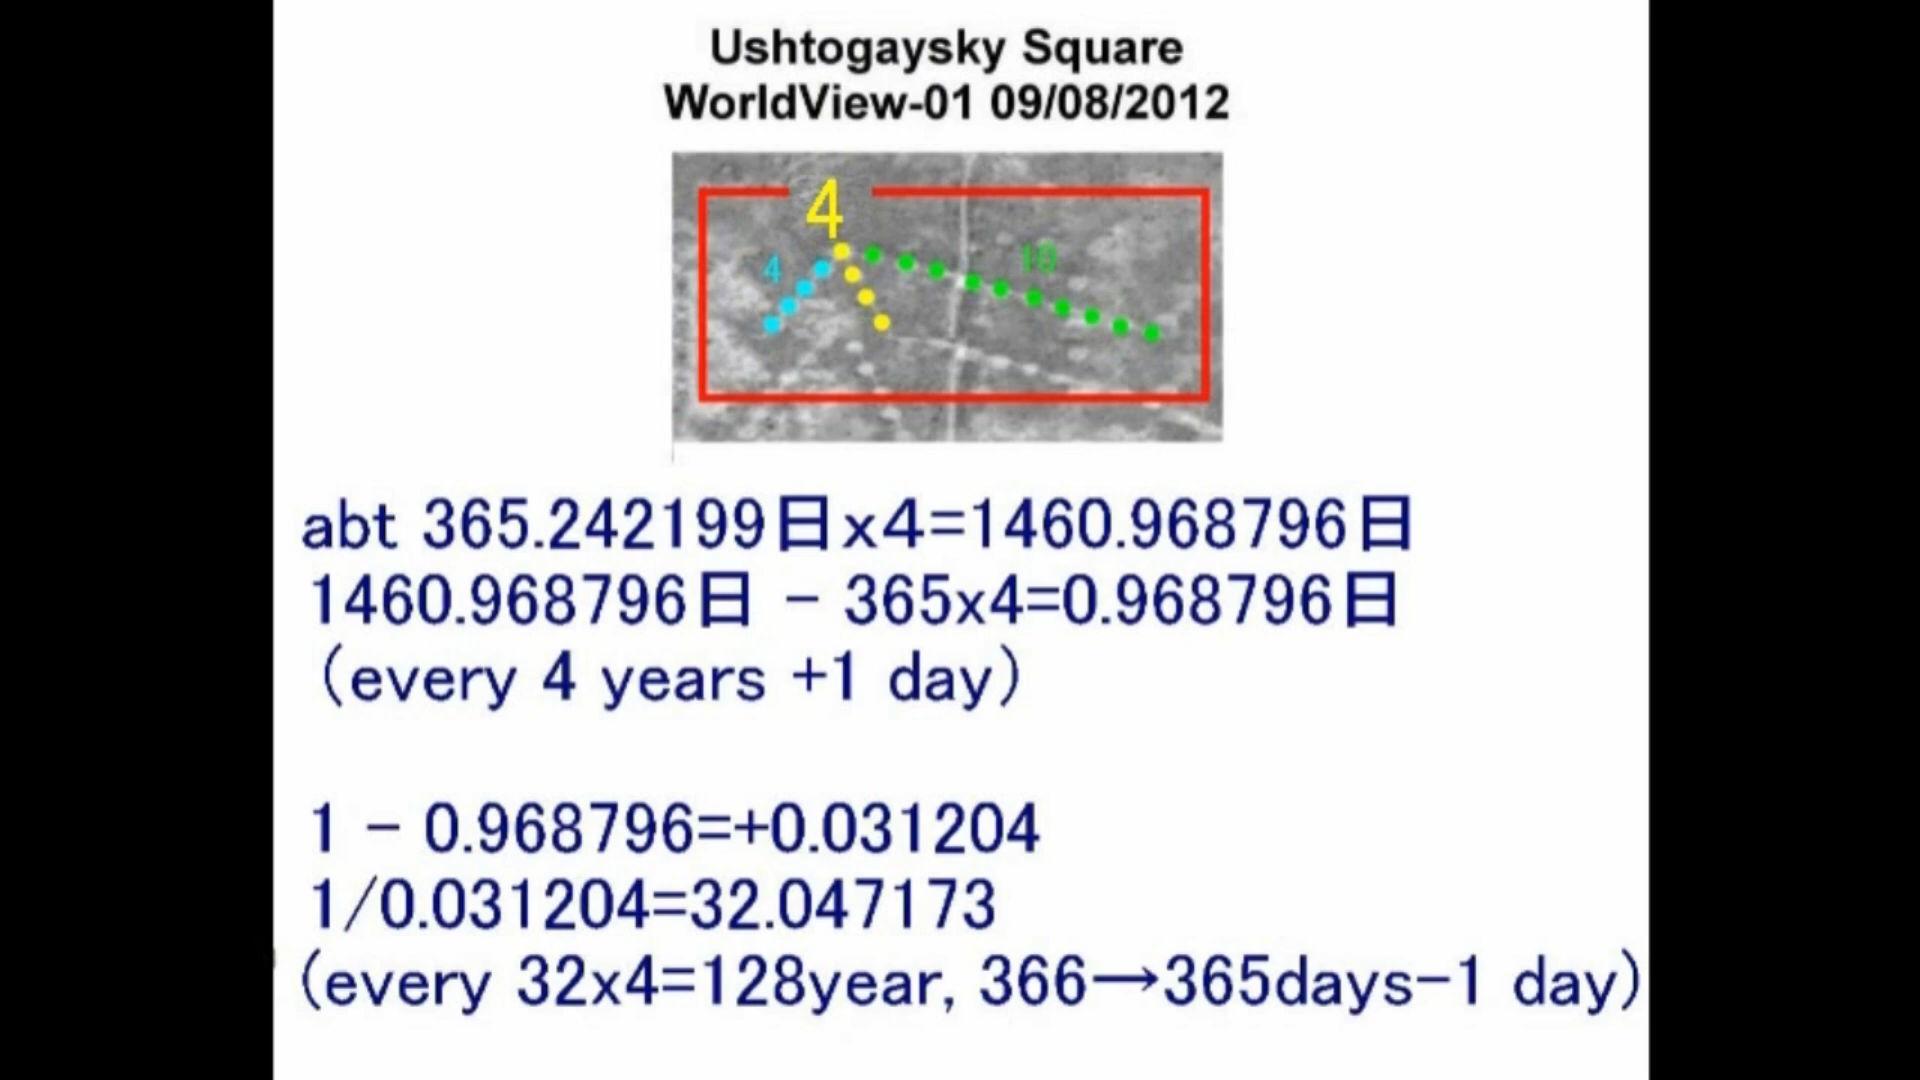 Ushtogaysky Square
WorldView-01 09/08/2012
4
4
10
abt 365.242199日x4=1460.968796日
1460.968796日 − 365x4=0.968796日
(every 4 years +1 day)
1 − 0.968796=+0.031204
1/0.031204=32.047173
(every 32x4=128year, 366→365days−1 day)